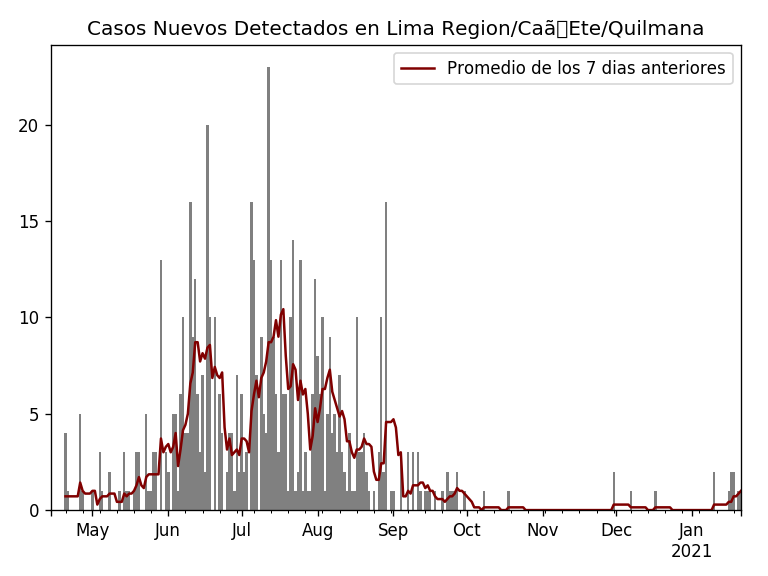 Casos Nuevos Detectados en Lima Region/Caã▯Ete/Quilmana
Promedio de los 7 dias anteriores
20
15
10
5
0
May Jun Jul Aug Sep Oct Nov Dec Jan
2021